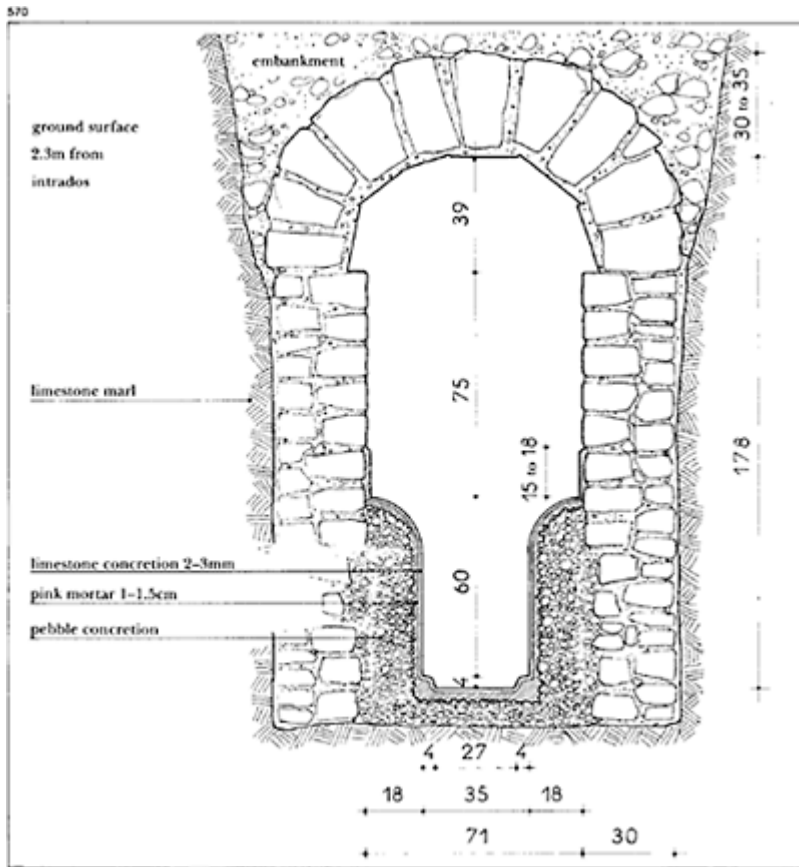 570
embankment
30 to 35
ground surface
2.3m from
intrados
39
limestone marl
75
15 to 18
178
limestone concretion 2–3mm
60
pink mortar 1–1.5cm
pebble concretion
4
4 27 4
18 35 18
71 30